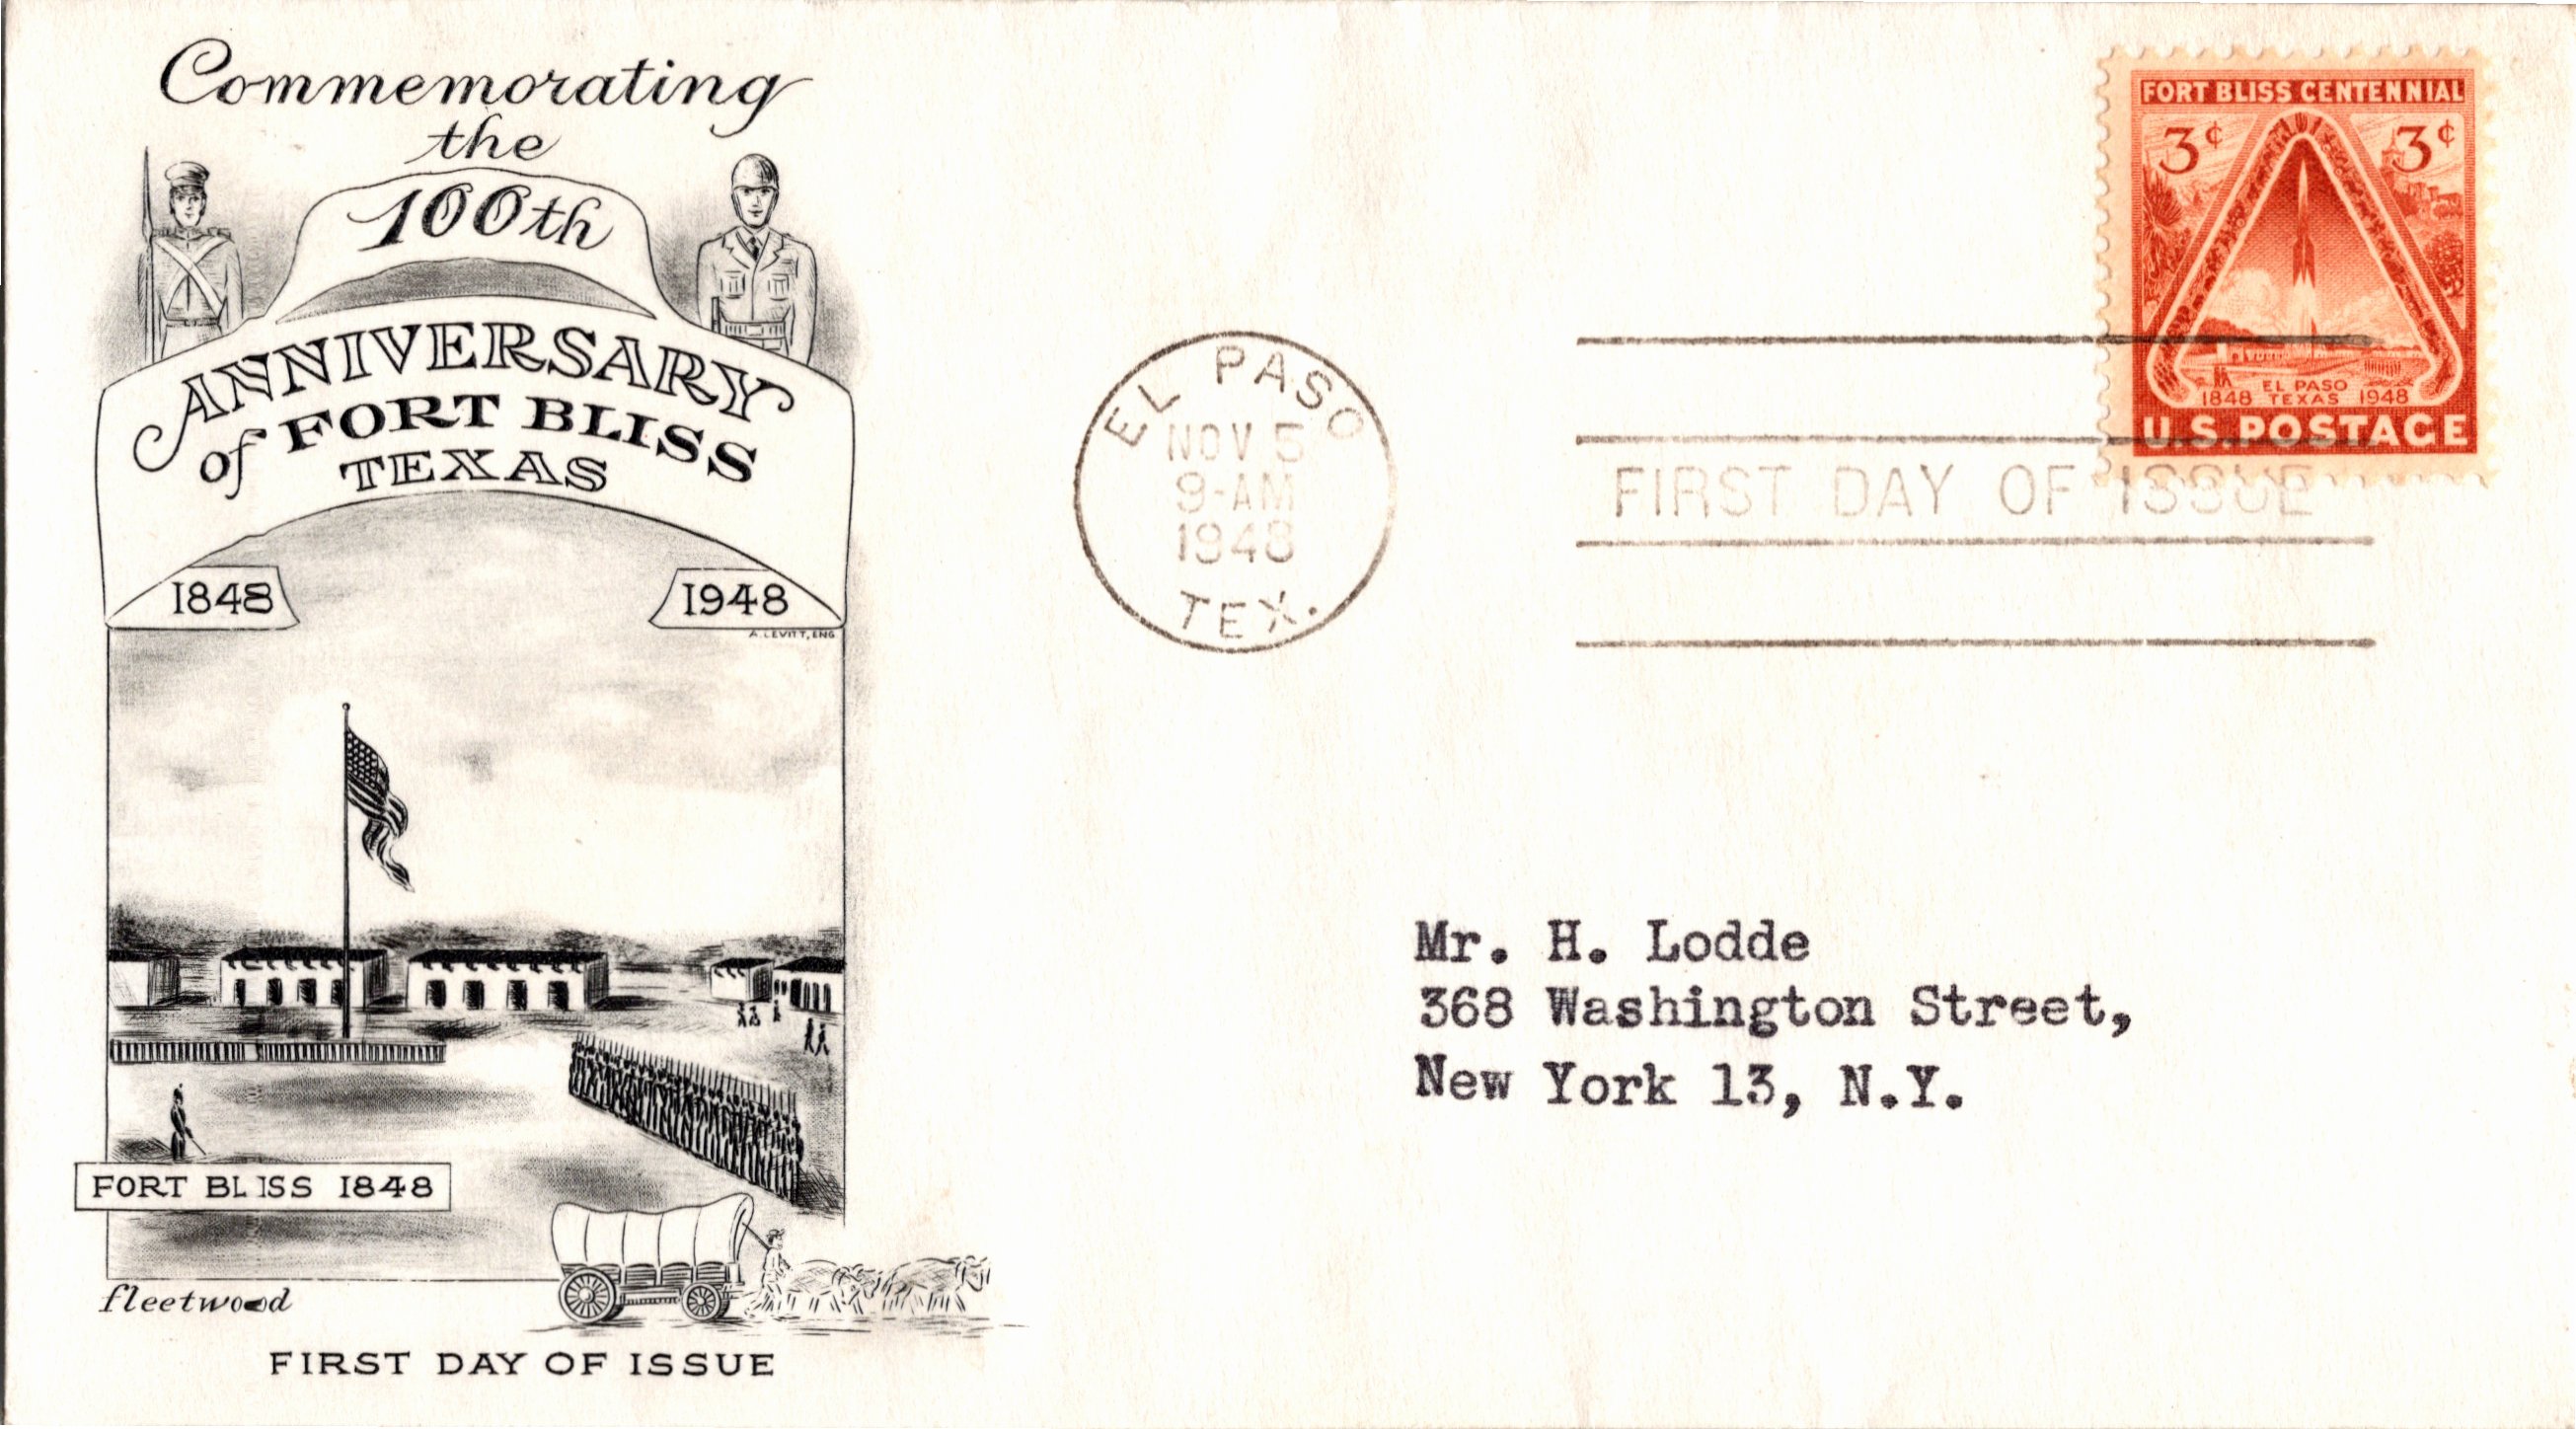 Commemorating
the
100th
ANNIVERSARY
of FORT BLISS
TEXAS
1848
1948
A. LEVITT, ENG
FORT BLISS 1848
fleetwood
FIRST DAY OF ISSUE
EL PASO
NOV 5
9-AM
1948
TEX.
FIRST DAY OF ISSUE
FORT BLISS CENTENNIAL
3¢ 3¢
EL PASO
1848 TEXAS 1948
U.S. POSTAGE
Mr. H. Lodde
368 Washington Street,
New York 13, N.Y.